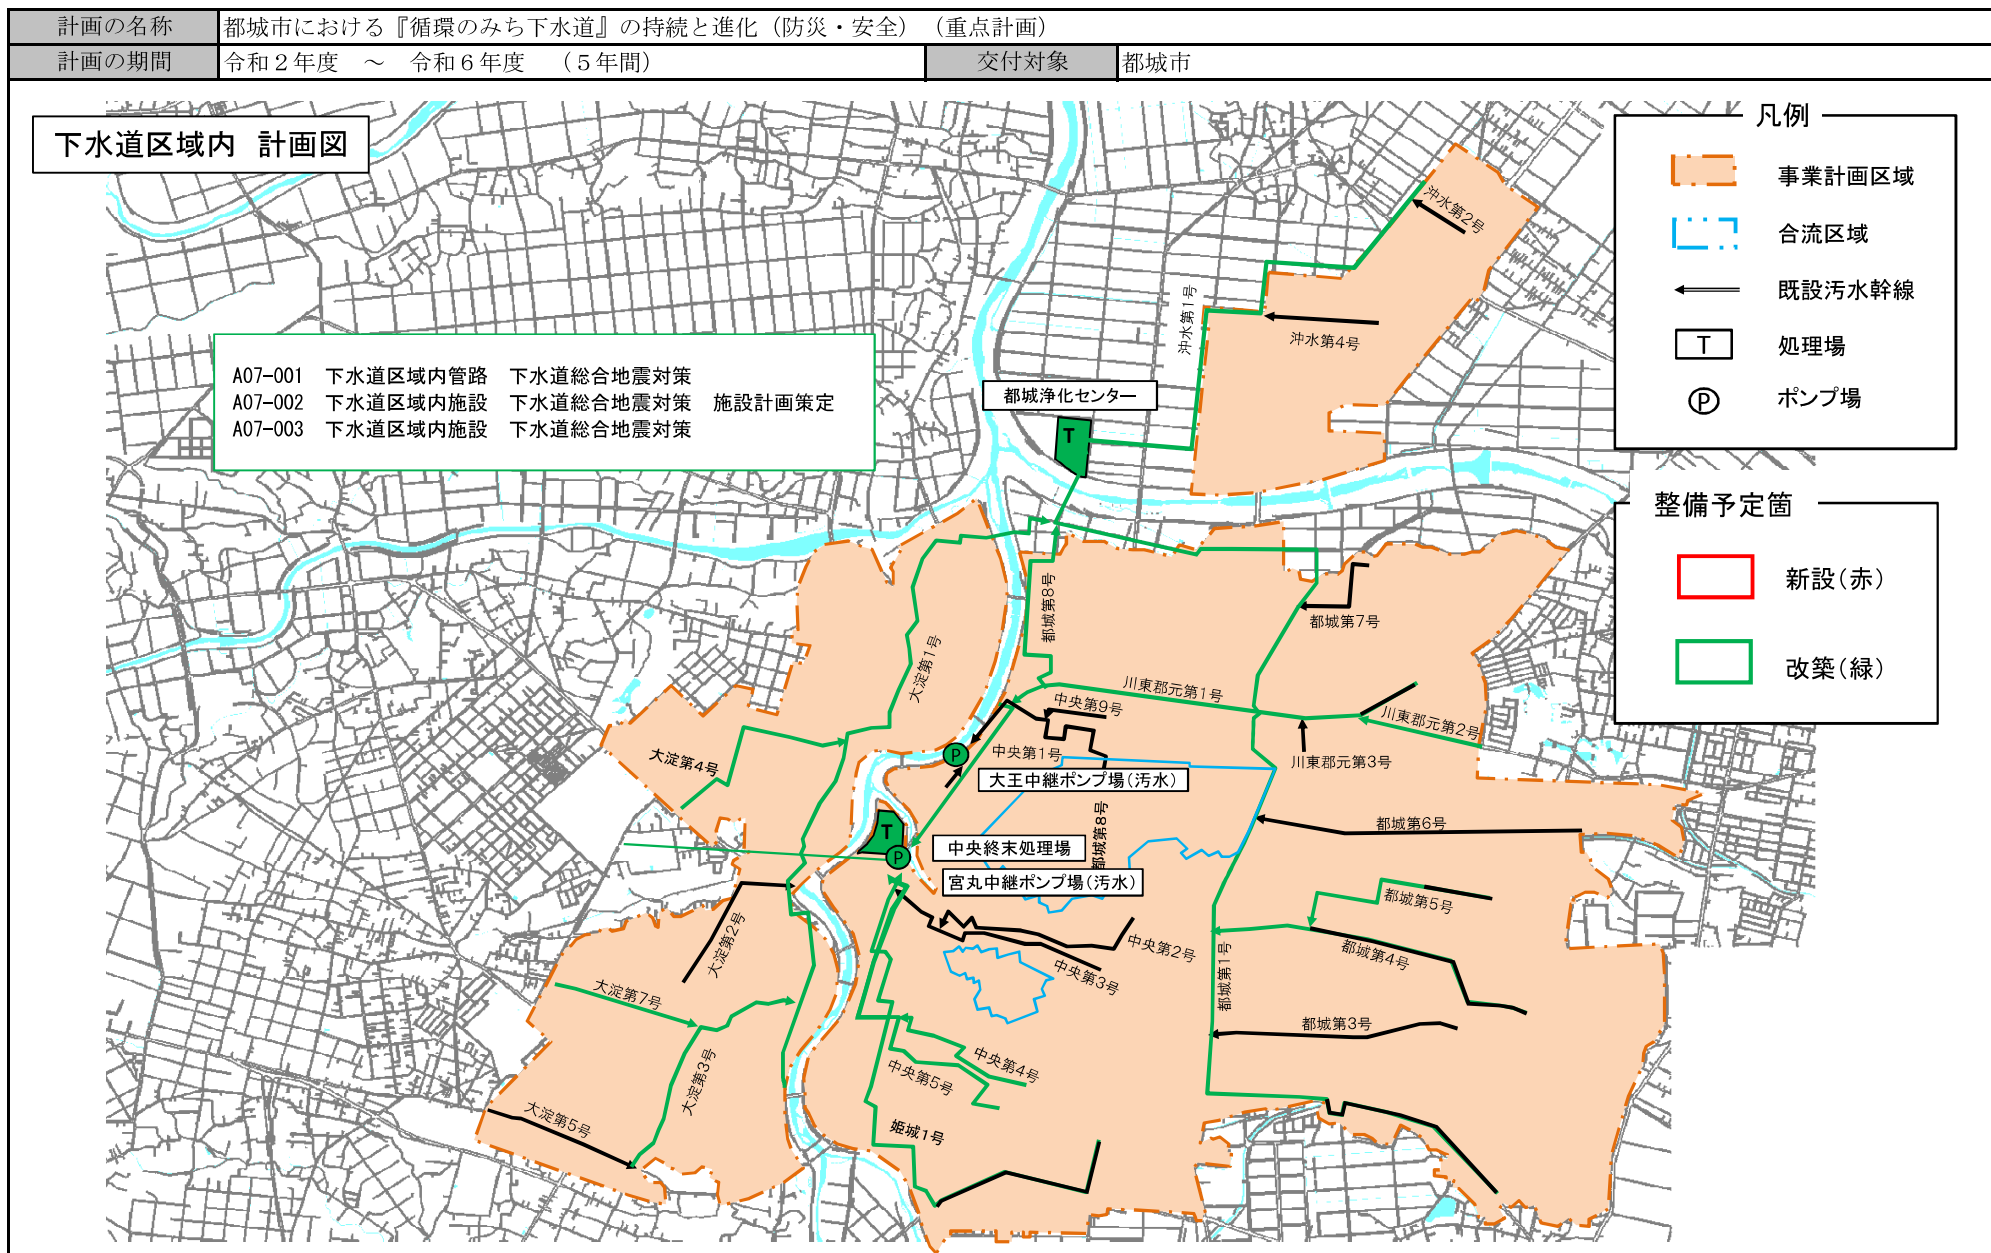 計画の名称
都城市における『循環のみち下水道』の持続と進化（防災・安全）（重点計画）
計画の期間
令和２年度　～　令和６年度　（５年間）
交付対象
都城市
下水道区域内　計画図
凡例
事業計画区域
合流区域
既設汚水幹線
T
処理場
P
ポンプ場
整備予定箇
新設（赤）
改築（緑）
A07-001　下水道区域内管路　下水道総合地震対策
A07-002　下水道区域内施設　下水道総合地震対策　施設計画策定
A07-003　下水道区域内施設　下水道総合地震対策
沖水第2号
沖水第1号
沖水第4号
都城浄化センター
T
都城第8号
都城第7号
大淀第1号
川東郡元第1号
中央第9号
川東郡元第2号
大淀第4号
中央第1号
P
川東郡元第3号
大王中継ポンプ場（汚水）
都城第8号
都城第6号
T
中央終末処理場
P
宮丸中継ポンプ場（汚水）
都城第5号
大淀第2号
中央第2号
都城第4号
中央第3号
大淀第7号
都城第1号
都城第3号
大淀第3号
中央第4号
中央第5号
大淀第5号
姫城1号